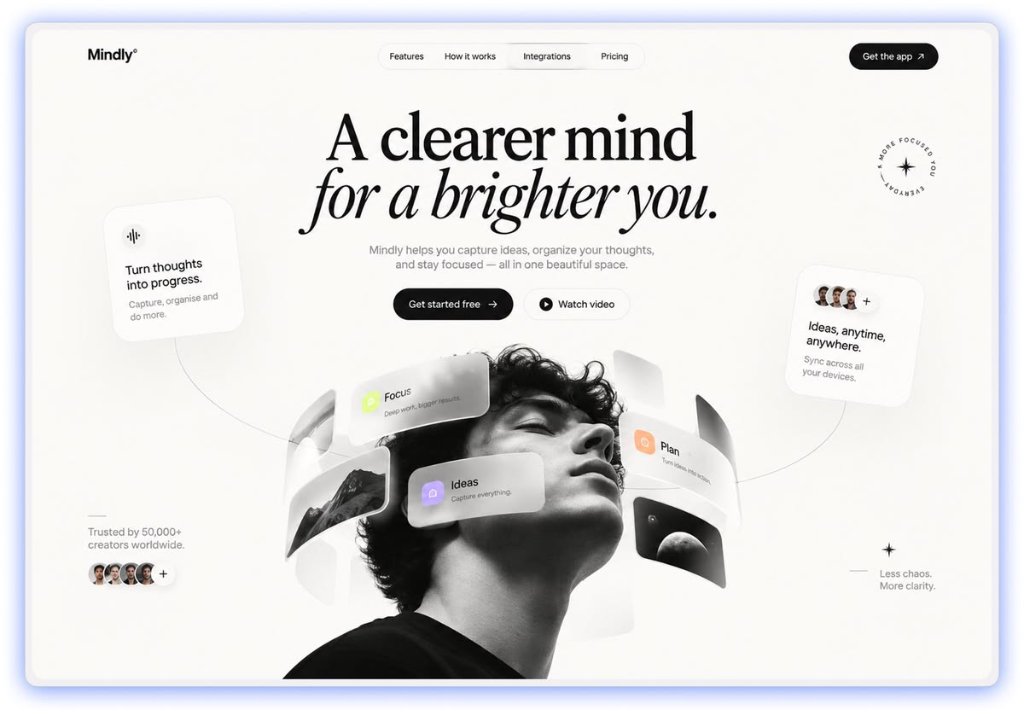 Mindly®
Features
How it works
Integrations
Pricing
Get the app ↗
A clearer mind
for a brighter you.
A MORE FOCUSED YOU — EVERYDAY
Mindly helps you capture ideas, organize your thoughts,
and stay focused — all in one beautiful space.
Get started free →
Watch video
Turn thoughts
into progress.
Capture, organise and
do more.
+
Ideas, anytime,
anywhere.
Sync across all
your devices.
Focus
Deep work, bigger results.
Plan
Turn ideas into action.
Ideas
Capture everything.
Trusted by 50,000+
creators worldwide.
+
Less chaos.
More clarity.